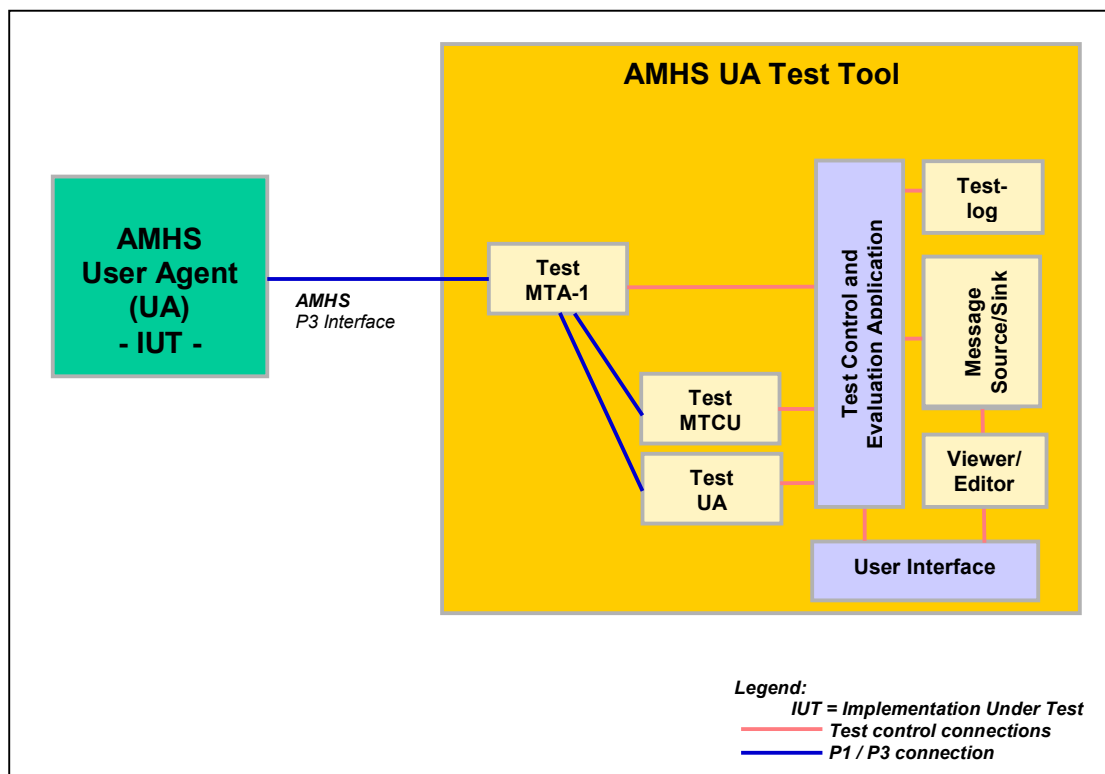 AMHS UA Test Tool
AMHS
User Agent
(UA)
- IUT -
AMHS
P3 Interface
Test
MTA-1
Test
MTCU
Test
UA
Test Control and
Evaluation Application
Test-
log
Message
Source/Sink
Viewer/
Editor
User Interface
Legend:
IUT = Implementation Under Test
Test control connections
P1 / P3 connection